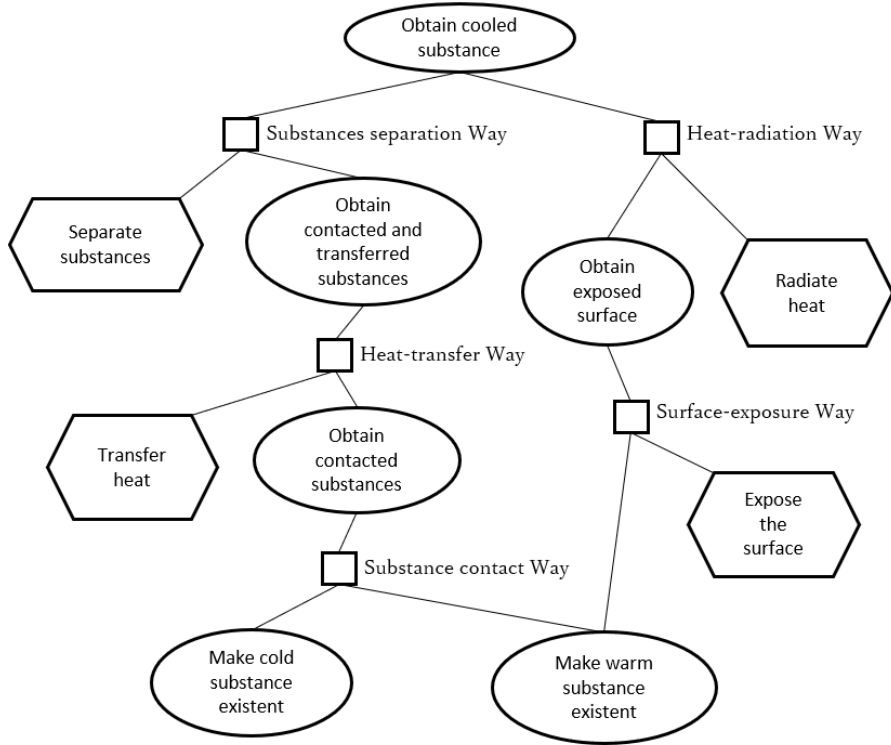 Obtain cooled
substance
Substances separation Way
Heat-radiation Way
Separate
substances
Obtain
contacted and
transferred
substances
Obtain
exposed
surface
Radiate
heat
Heat-transfer Way
Surface-exposure Way
Transfer
heat
Obtain
contacted
substances
Expose
the
surface
Substance contact Way
Make cold
substance
existent
Make warm
substance
existent